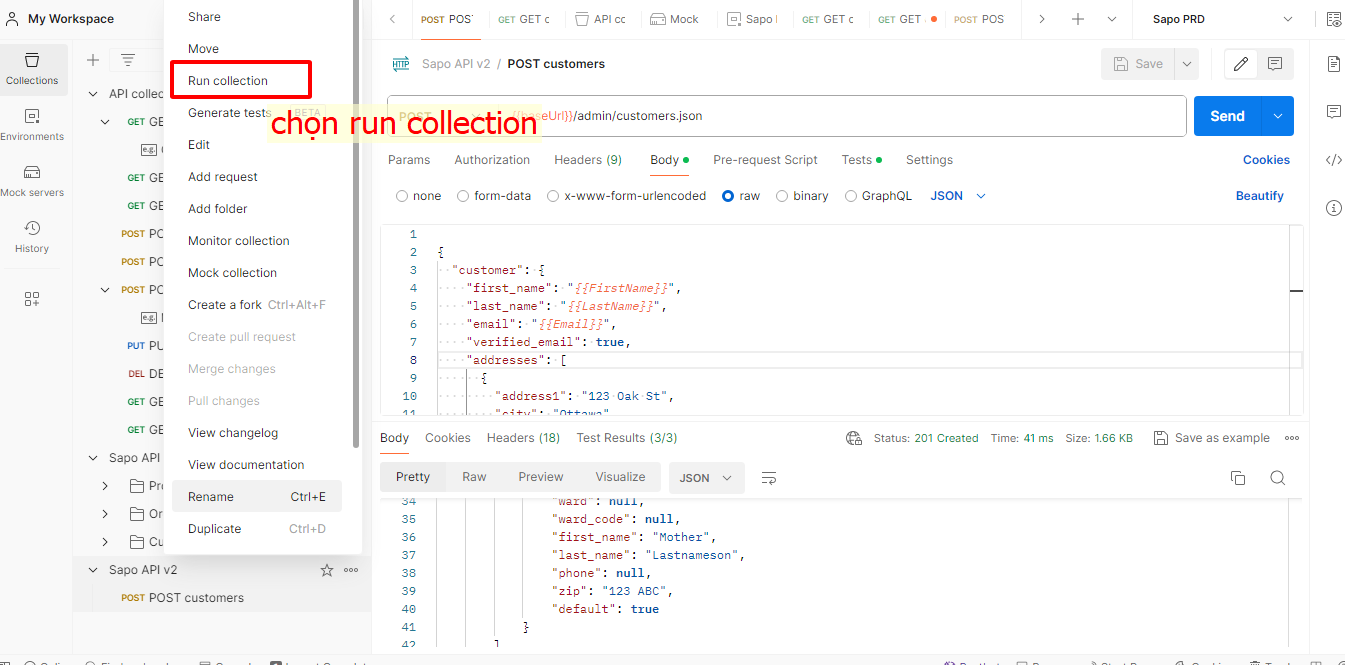 My Workspace
Share
POST POS
GET GET c
API cc
Mock
Sapo
GET GET c
GET GET
POST POS
Sapo PRD
Move
Collections
Run collection
Sapo API v2 / POST customers
Save
API collec
Generate tests BETA
POST
{{baseUrl}}/admin/customers.json
Send
chọn run collection
GET GE
Environments
Edit
e.g.
Params
Authorization
Headers (9)
Body
Pre-request Script
Tests
Settings
Cookies
GET GE
Add request
Mock servers
none
form-data
x-www-form-urlencoded
raw
binary
GraphQL
JSON
Beautify
GET GE
Add folder
POST PC
Monitor collection
History
POST PC
Mock collection
POST PC
Create a fork Ctrl+Alt+F
e.g.
Create pull request
PUT PU
Merge changes
DEL DE
Pull changes
GET GE
View changelog
GET GE
Sapo API
View documentation
Pr
Rename Ctrl+E
Or
Duplicate Ctrl+D
Cu
Sapo API v2
POST POST customers
1
2 {
3 "customer": {
4 "first_name": "{{FirstName}}",
5 "last_name": "{{LastName}}",
6 "email": "{{Email}}",
7 "verified_email": true,
8 "addresses": [
9 {
10 "address1": "123 Oak St",
11 "city": "Ottawa"
Body
Cookies
Headers (18)
Test Results (3/3)
Status: 201 Created
Time: 41 ms
Size: 1.66 KB
Save as example
Pretty
Raw
Preview
Visualize
JSON
34 "ward": null,
35 "ward_code": null,
36 "first_name": "Mother",
37 "last_name": "Lastnameson",
38 "phone": null,
39 "zip": "123 ABC",
40 "default": true
41 }
42 ]